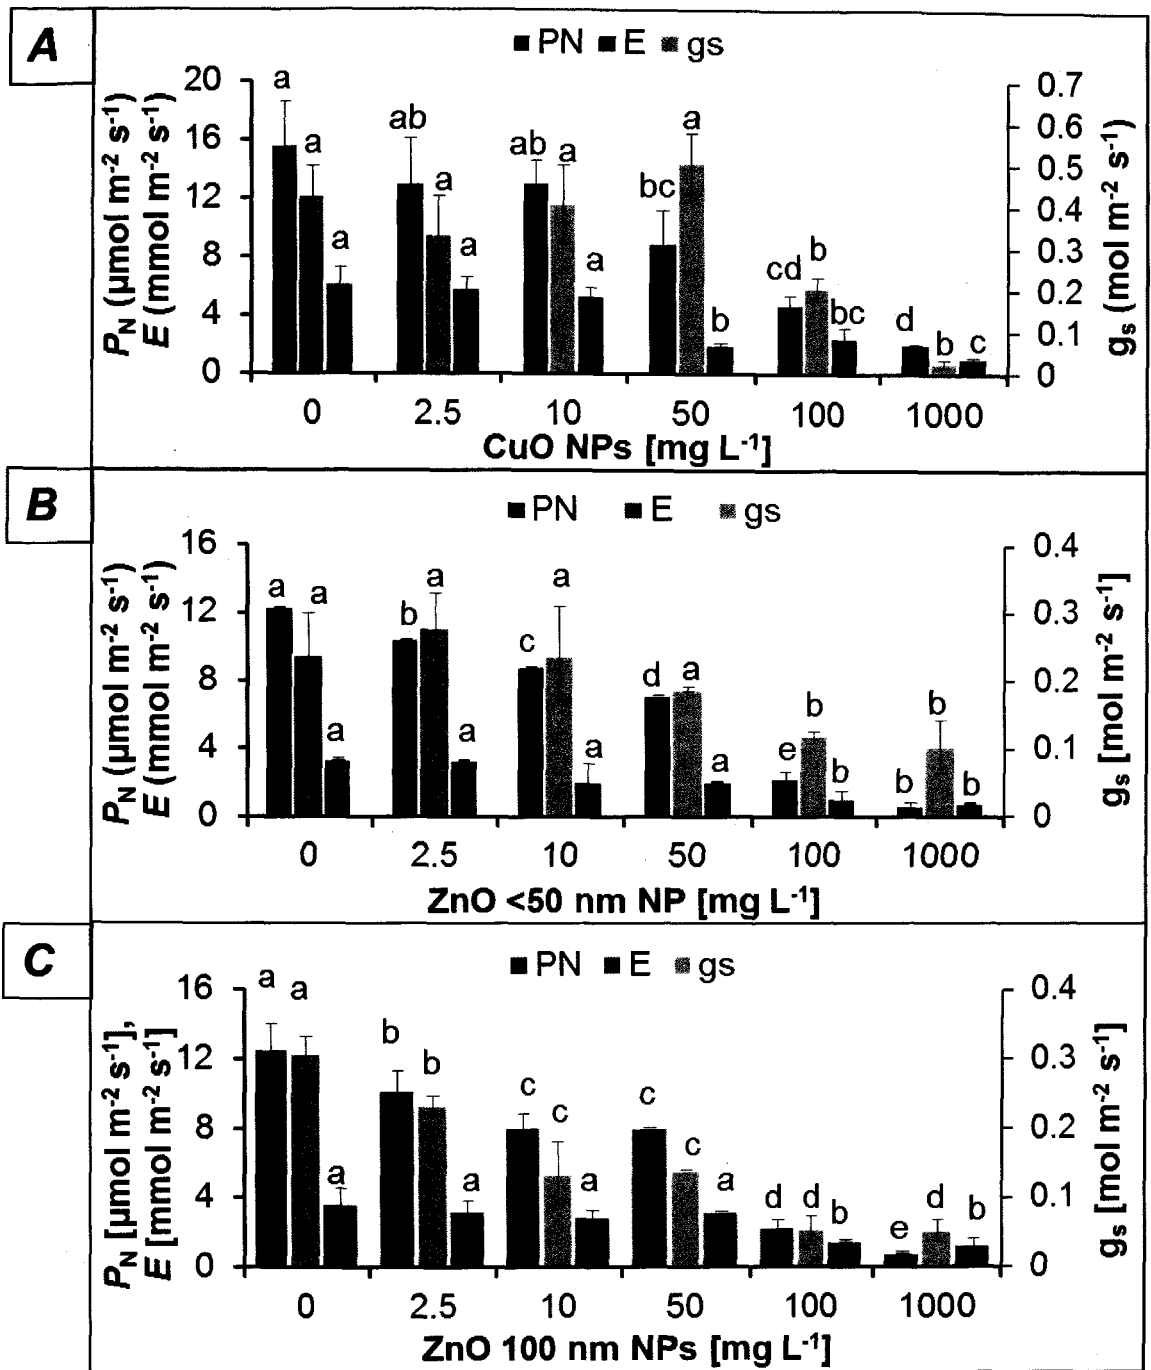 A
PN E gs
P_N (µmol m⁻² s⁻¹)
E (mmol m⁻² s⁻¹)
20
16
12
8
4
0
a a a
ab a a
ab a a
bc a b
cd b bc
d b c
0.7
0.6
0.5
0.4
0.3
0.2
0.1
0
g_s (mol m⁻² s⁻¹)
0 2.5 10 50 100 1000
CuO NPs [mg L⁻¹]
B
PN E gs
P_N (µmol m⁻² s⁻¹)
E (mmol m⁻² s⁻¹)
16
12
8
4
0
a a a
b a a
c a a
d a a
e b b
b b b
0.4
0.3
0.2
0.1
0
g_s [mol m⁻² s⁻¹]
0 2.5 10 50 100 1000
ZnO <50 nm NP [mg L⁻¹]
C
PN E gs
P_N [µmol m⁻² s⁻¹],
E [mmol m⁻² s⁻¹]
16
12
8
4
0
a a a
b b a
c c a
c c a
d d b
e d b
0.4
0.3
0.2
0.1
0
g_s [mol m⁻² s⁻¹]
0 2.5 10 50 100 1000
ZnO 100 nm NPs [mg L⁻¹]